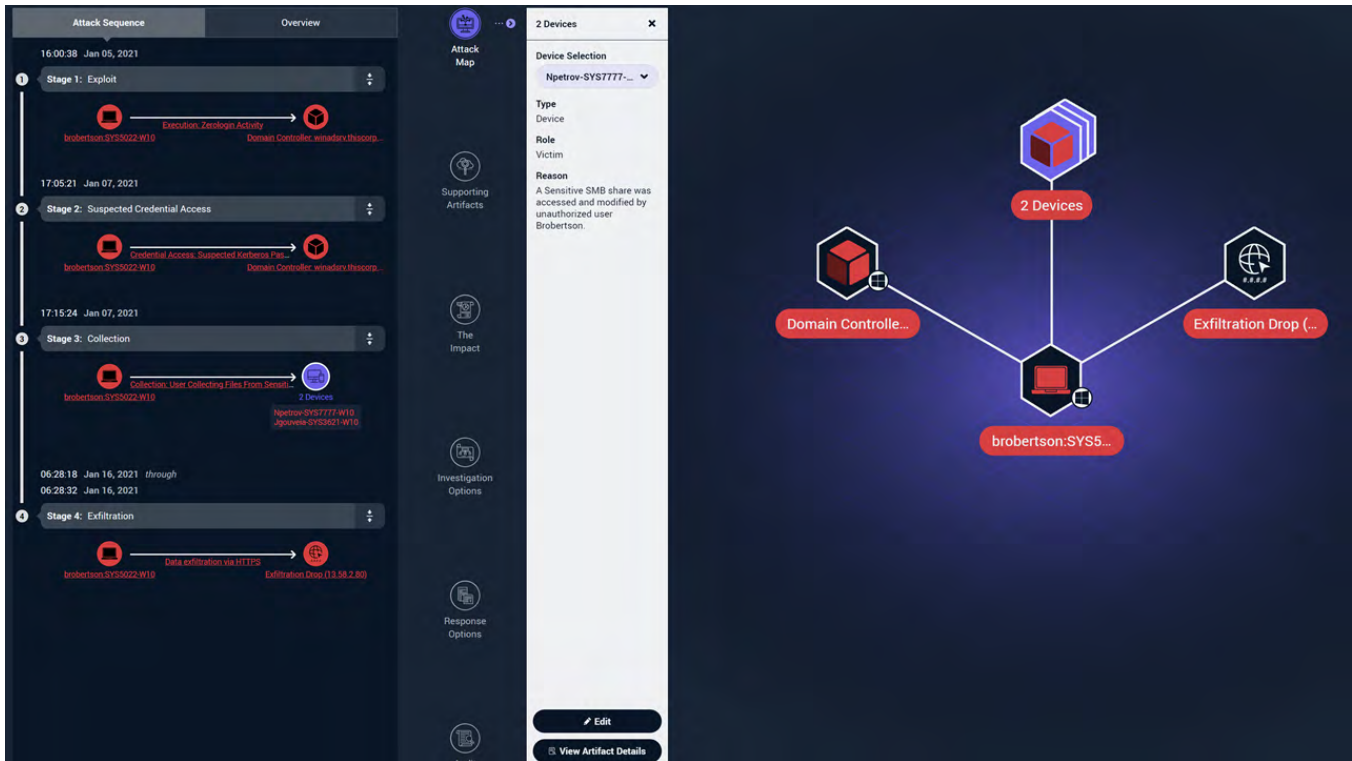 Attack Sequence
Overview
16:00:38 Jan 05, 2021
1
Stage 1: Exploit
Execution: Zerologin Activity
brobertson:SYS5022-W10
Domain Controller: winadsrv.thiscorp...
17:05:21 Jan 07, 2021
2
Stage 2: Suspected Credential Access
Credential Access: Suspected Kerberos Pas...
brobertson:SYS5022-W10
Domain Controller: winadsrv.thiscorp...
17:15:24 Jan 07, 2021
3
Stage 3: Collection
Collection: User Collecting Files From Sensiti...
brobertson:SYS5022-W10
2 Devices
Npetrov-SYS7777-W10
Jgouveia-SYS3621-W10
06:28:18 Jan 16, 2021 through
06:28:32 Jan 16, 2021
4
Stage 4: Exfiltration
Data exfiltration via HTTPS
brobertson:SYS5022-W10
Exfiltration Drop (13.58.2.80)
Attack
Map
Supporting
Artifacts
The
Impact
Investigation
Options
Response
Options
2 Devices
Device Selection
Npetrov-SYS7777-...
Type
Device
Role
Victim
Reason
A Sensitive SMB share was
accessed and modified by
unauthorized user
Brobertson.
Edit
View Artifact Details
2 Devices
Domain Controlle...
#.#.#.#
Exfiltration Drop (...
brobertson:SYS5...